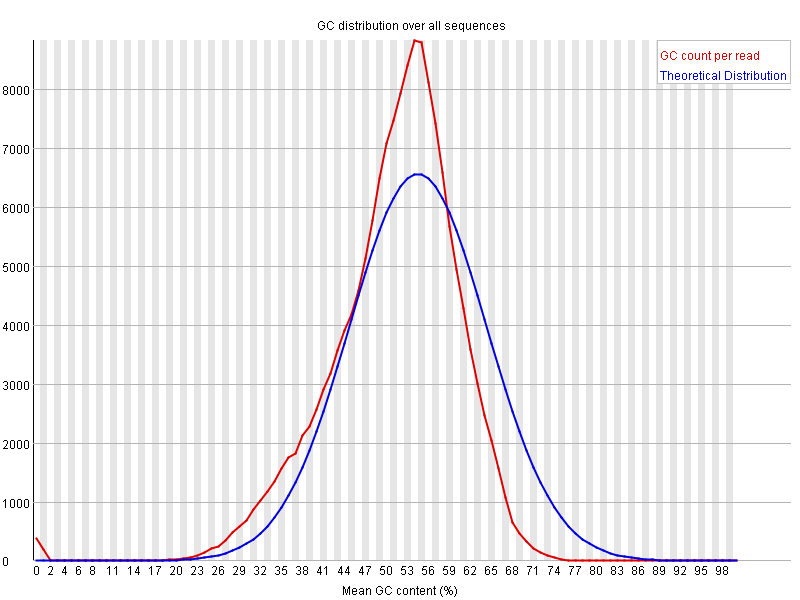 GC distribution over all sequences
GC count per read
Theoretical Distribution
8000
7000
6000
5000
4000
3000
2000
1000
0
0 2 4 6 8 11 14 17 20 23 26 29 32 35 38 41 44 47 50 53 56 59 62 65 68 71 74 77 80 83 86 89 92 95 98
Mean GC content (%)